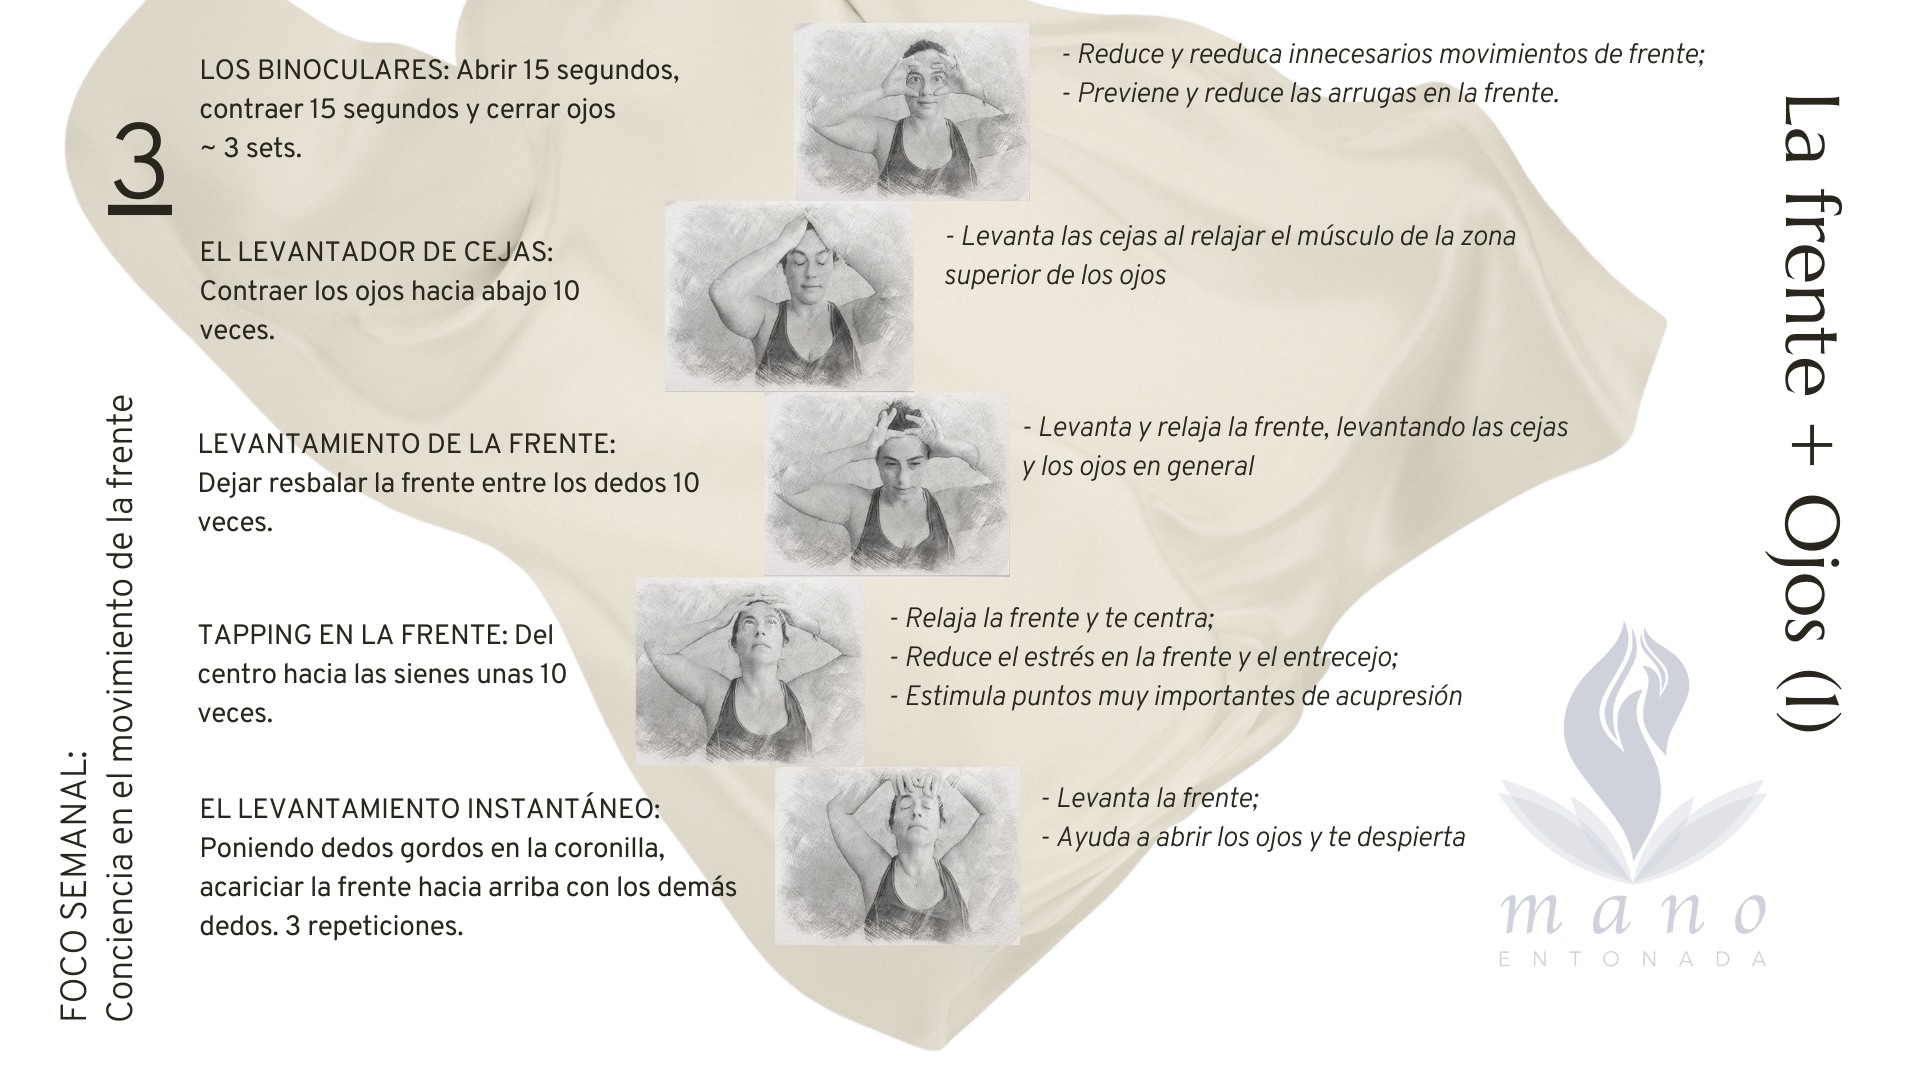 3
LOS BINOCULARES: Abrir 15 segundos,
contraer 15 segundos y cerrar ojos
~ 3 sets.
- Reduce y reeduca innecesarios movimientos de frente;
- Previene y reduce las arrugas en la frente.
EL LEVANTADOR DE CEJAS:
Contraer los ojos hacia abajo 10
veces.
- Levanta las cejas al relajar el músculo de la zona
superior de los ojos
LEVANTAMIENTO DE LA FRENTE:
Dejar resbalar la frente entre los dedos 10
veces.
- Levanta y relaja la frente, levantando las cejas
y los ojos en general
TAPPING EN LA FRENTE: Del
centro hacia las sienes unas 10
veces.
- Relaja la frente y te centra;
- Reduce el estrés en la frente y el entrecejo;
- Estimula puntos muy importantes de acupresión
EL LEVANTAMIENTO INSTANTÁNEO:
Poniendo dedos gordos en la coronilla,
acariciar la frente hacia arriba con los demás
dedos. 3 repeticiones.
- Levanta la frente;
- Ayuda a abrir los ojos y te despierta
FOCO SEMANAL:
Conciencia en el movimiento de la frente
La frente + Ojos (1)
mano
ENTONADA